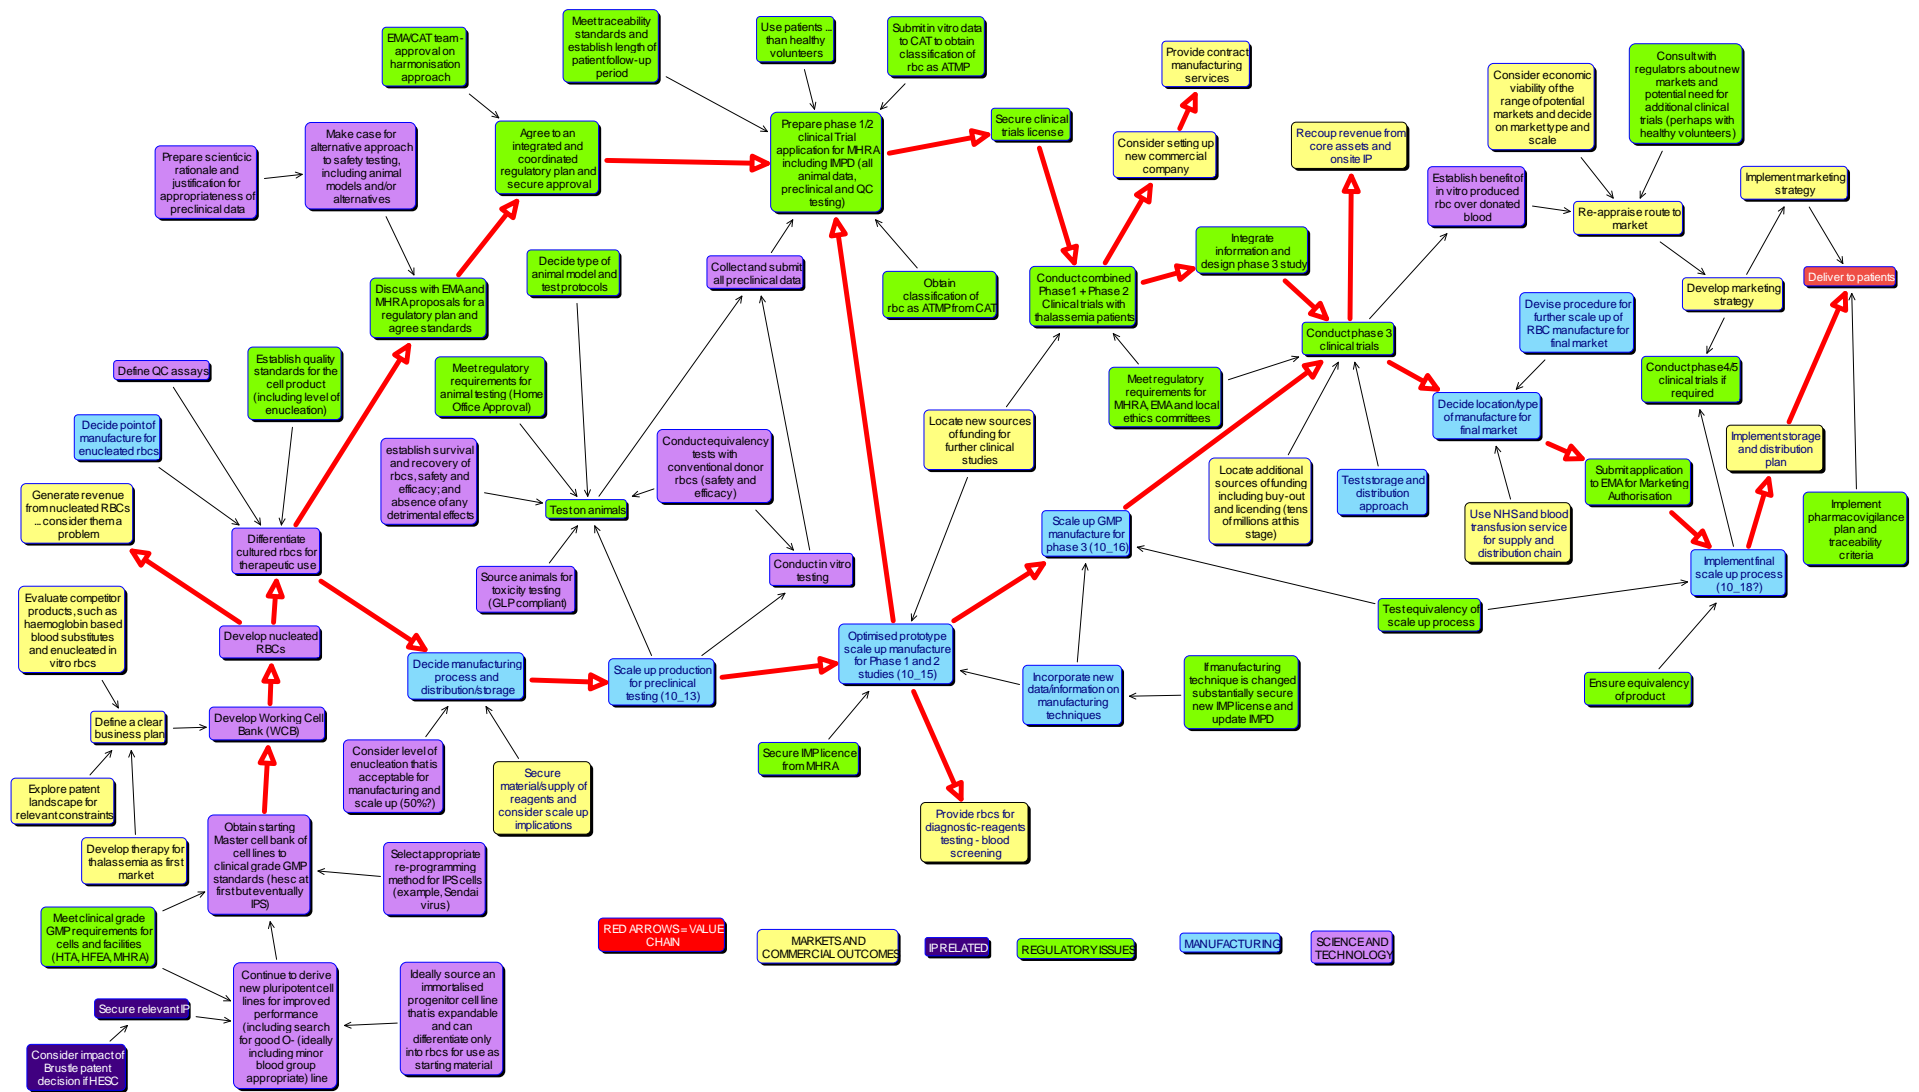 EMA/CAT team -
approval on
harmonisation
approach
Meet traceability
standards and
establish length of
patient follow-up
period
Use patients ...
than healthy
volunteers
Submit in vitro data
to CAT to obtain
classification of
rbc as ATMP
Provide contract
manufacturing
services
Consider economic
viability of the
range of potential
markets and decide
on market type and
scale
Consult with
regulators about new
markets and
potential need for
additional clinical
trials (perhaps with
healthy volunteers)
Prepare scienticic
rationale and
justification for
appropriateness of
preclinical data
Make case for
alternative approach
to safety testing,
including animal
models and/or
alternatives
Agree to an
integrated and
coordinated
regulatory plan and
secure approval
Prepare phase 1/2
clinical Trial
application for MHRA
including IMPD (all
animal data,
preclinical and QC
testing)
Secure clinical
trials license
Consider setting up
new commercial
company
Recoup revenue from
core assets and
onsite IP
Establish benefit of
in vitro produced
rbc over donated
blood
Re-appraise route to
market
Implement marketing
strategy
Discuss with EMA and
MHRA proposals for a
regulatory plan and
agree standards
Decide type of
animal model and
test protocols
Collect and submit
all preclinical data
Obtain
classification of
rbc as ATMP from CAT
Conduct combined
Phase 1 + Phase 2
Clinical trials with
thalassemia patients
Integrate
information and
design phase 3 study
Conduct phase 3
clinical trials
Devise procedure for
further scale up of
RBC manufacture for
final market
Develop marketing
strategy
Deliver to patients
Define QC assays
Establish quality
standards for the
cell product
(including level of
enucleation)
Meet regulatory
requirements for
animal testing (Home
Office Approval)
Meet regulatory
requirements for
MHRA, EMA and local
ethics committees
Decide location/type
of manufacture for
final market
Conduct phase 4/5
clinical trials if
required
Decide point of
manufacture for
enucleated rbcs
establish survival
and recovery of
rbcs, safety and
efficacy; and
absence of any
detrimental effects
Conduct equivalency
tests with
conventional donor
rbcs (safety and
efficacy)
Locate new sources
of funding for
further clinical
studies
Locate additional
sources of funding
including buy-out
and licending (tens
of millions at this
stage)
Test storage and
distribution
approach
Use NHS and blood
transfusion service
for supply and
distribution chain
Submit application
to EMA for Marketing
Authorisation
Implement storage
and distribution
plan
Implement
pharmacovigilance
plan and
traceability
criteria
Generate revenue
from nucleated RBCs
... consider them a
problem
Differentiate
cultured rbcs for
therapeutic use
Test on animals
Source animals for
toxicity testing
(GLP compliant)
Conduct in vitro
testing
Scale up GMP
manufacture for
phase 3 (10_16)
Test equivalency of
scale up process
Implement final
scale up process
(10_18?)
Evaluate competitor
products, such as
haemoglobin based
blood substitutes
and enucleated in
vitro rbcs
Develop nucleated
RBCs
Decide manufacturing
process and
distribution/storage
Scale up production
for preclinical
testing (10_13)
Optimised prototype
scale up manufacture
for Phase 1 and 2
studies (10_15)
Incorporate new
data/information on
manufacturing
techniques
If manufacturing
technique is changed
substantially secure
new IMP license and
update IMPD
Ensure equivalency
of product
Define a clear
business plan
Develop Working Cell
Bank (WCB)
Consider level of
enucleation that is
acceptable for
manufacturing and
scale up (50%?)
Secure
material/supply of
reagents and
consider scale up
implications
Secure IMP licence
from MHRA
Provide rbcs for
diagnostic-reagents
testing - blood
screening
Explore patent
landscape for
relevant constraints
Develop therapy for
thalassemia as first
market
Obtain starting
Master cell bank of
cell lines to
clinical grade GMP
standards (hesc at
first but eventually
IPS)
Select appropriate
re-programming
method for IPS cells
(example, Sendai
virus)
Meet clinical grade
GMP requirements for
cells and facilities
(HTA, HFEA, MHRA)
Secure relevant IP
Consider impact of
Brustle patent
decision if HESC
Continue to derive
new pluripotent cell
lines for improved
performance
(including search
for good O- (ideally
including minor
blood group
appropriate) line
Ideally source an
immortalised
progenitor cell line
that is expandable
and can
differentiate only
into rbcs for use as
starting material
RED ARROWS = VALUE
CHAIN
MARKETS AND
COMMERCIAL OUTCOMES
IP RELATED
REGULATORY ISSUES
MANUFACTURING
SCIENCE AND
TECHNOLOGY